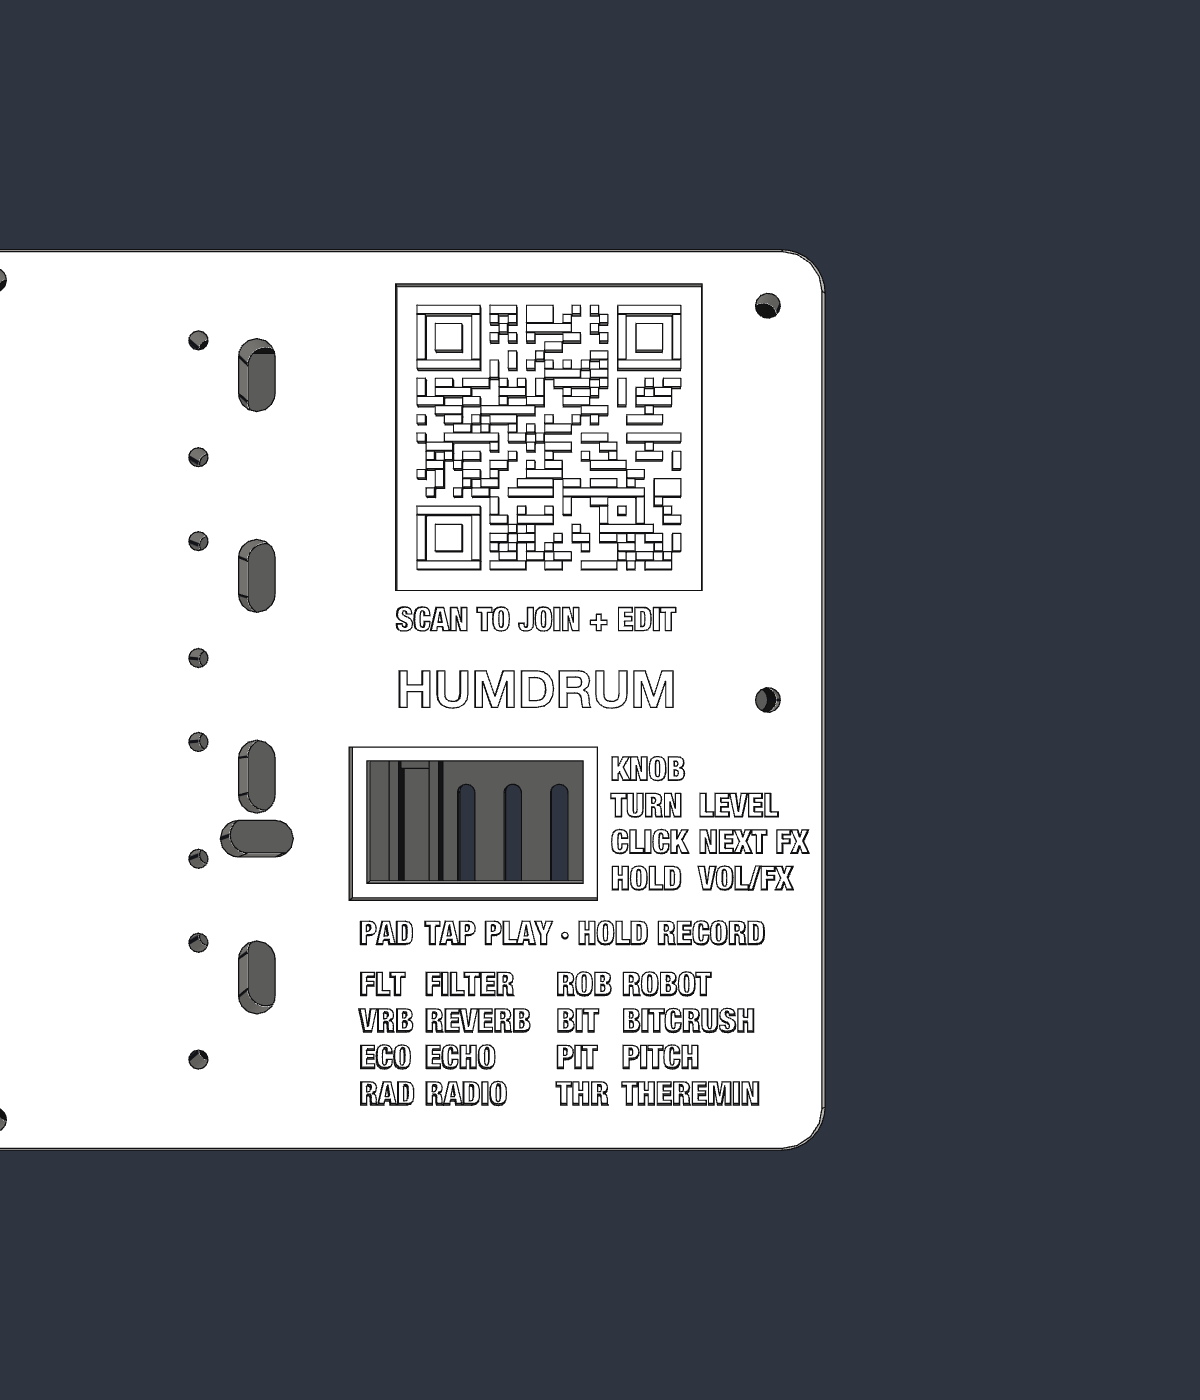 SCAN TO JOIN + EDIT
HUMDRUM
KNOB
TURN LEVEL
CLICK NEXT FX
HOLD VOL/FX
PAD TAP PLAY · HOLD RECORD
FLT FILTER ROB ROBOT
VRB REVERB BIT BITCRUSH
ECO ECHO PIT PITCH
RAD RADIO THR THEREMIN